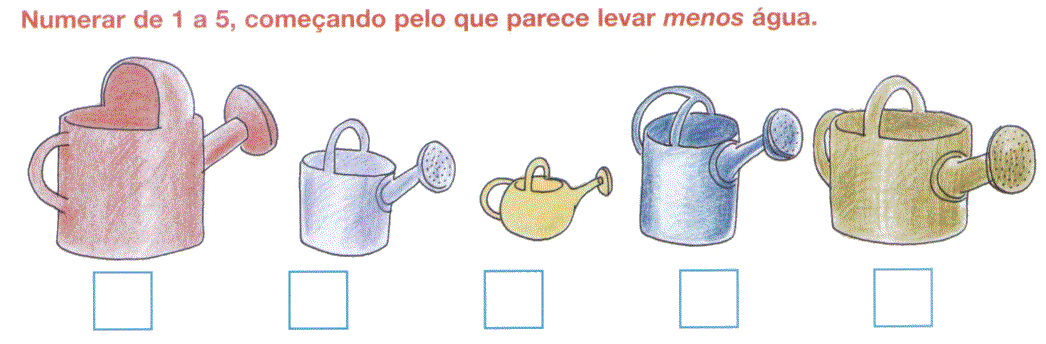 Numerar de 1 a 5, começando pelo que parece levar menos água.